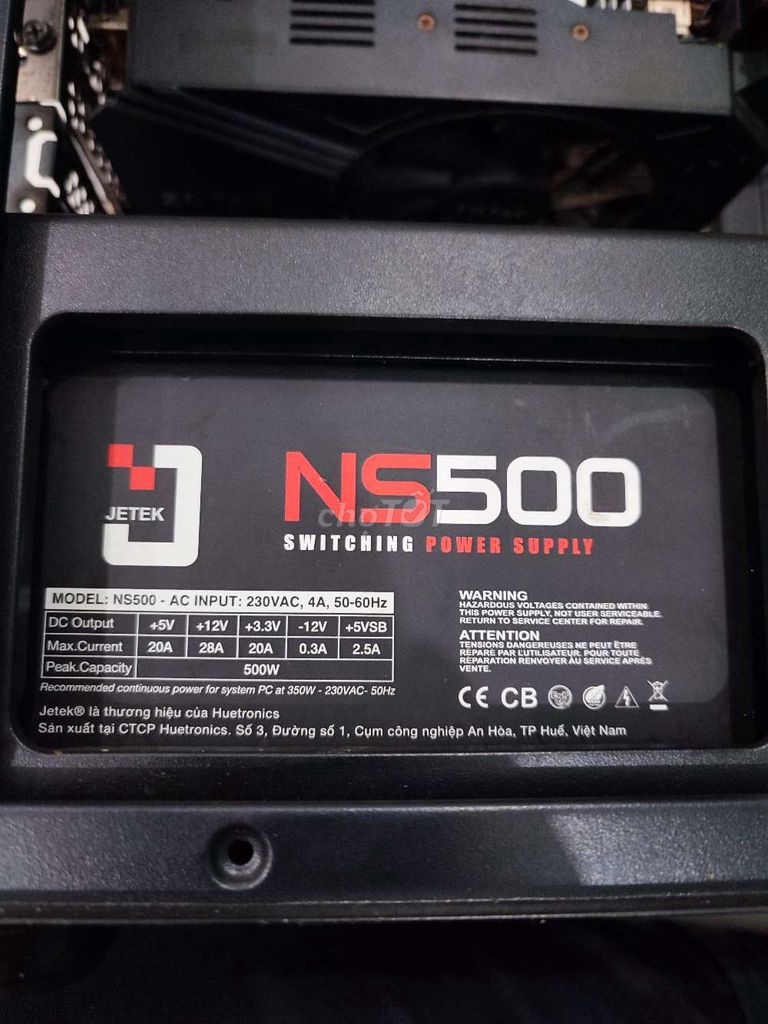 JETEK
NS500
choTỐT
SWITCHING POWER SUPPLY
MODEL: NS500 - AC INPUT: 230VAC, 4A, 50-60Hz
DC Output +5V +12V +3.3V -12V +5VSB
Max.Current 20A 28A 20A 0.3A 2.5A
Peak.Capacity 500W
Recommended continuous power for system PC at 350W - 230VAC- 50Hz
WARNING
HAZARDOUS VOLTAGES CONTAINED WITHIN
THIS POWER SUPPLY, NOT USER SERVICEABLE.
RETURN TO SERVICE CENTER FOR REPAIR.
ATTENTION
TENSIONS DANGEREUSES NE PEUT ÊTRE
RÉPARÉ PAR L'UTILISATEUR. POUR TOUTE
RÉPARATION RENVOYER AU SERVICE APRÈS
VENTE.
CE CB
Jetek® là thương hiệu của Huetronics
Sản xuất tại CTCP Huetronics. Số 3, Đường số 1, Cụm công nghiệp An Hòa, TP Huế, Việt Nam